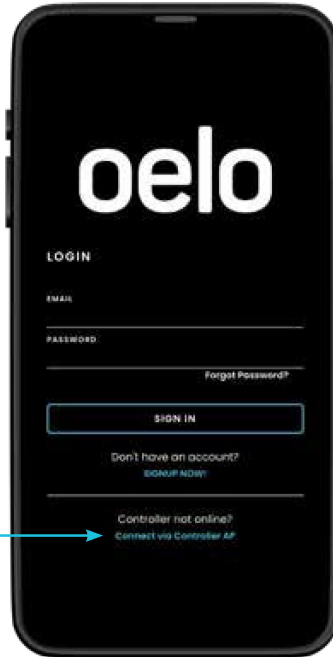 oelo
LOGIN
EMAIL
PASSWORD
Forgot Password?
SIGN IN
Don't have an account?
SIGNUP NOW!
Controller not online?
Connect via Controller AP